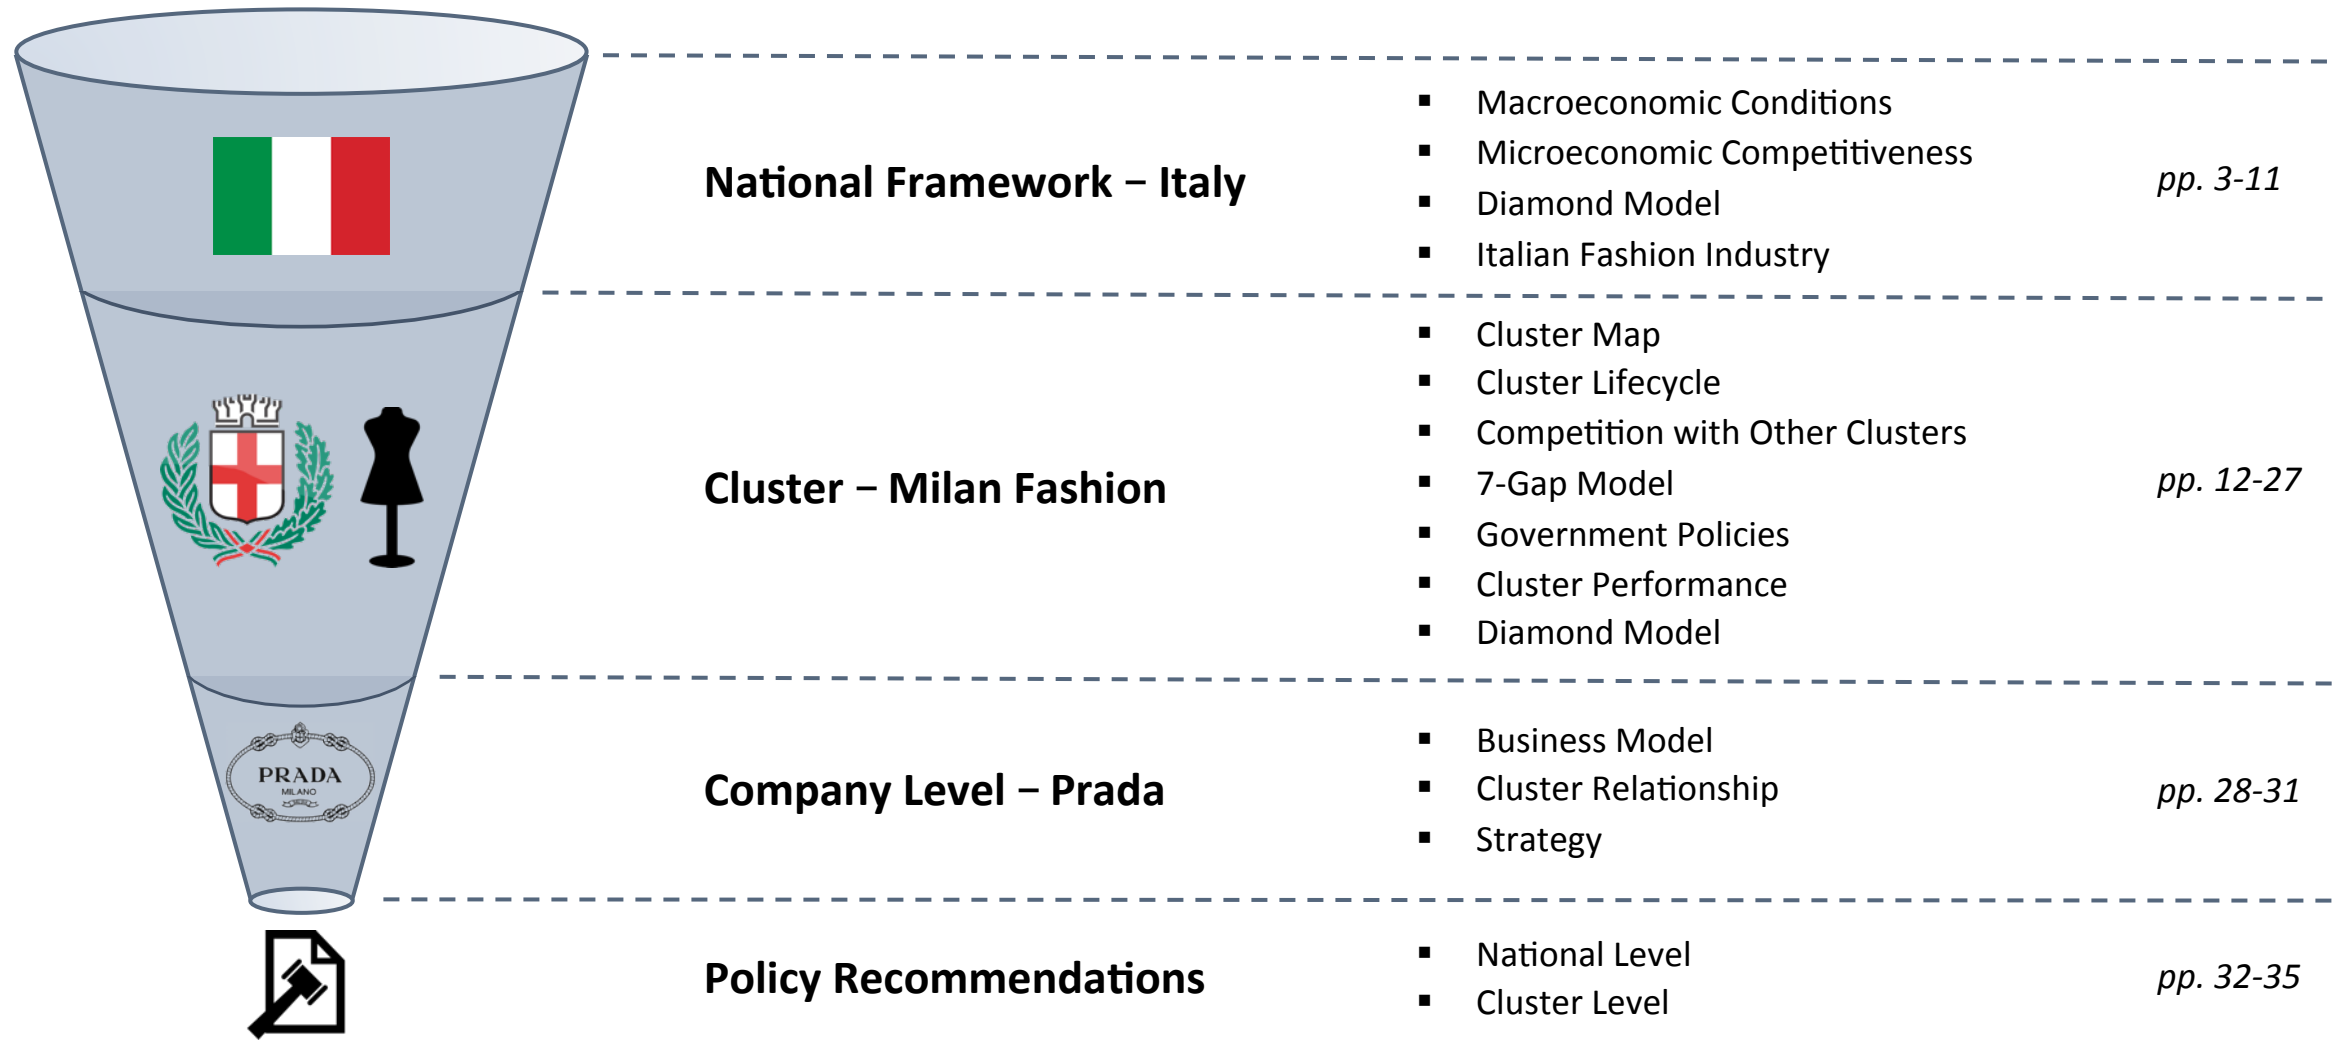 National Framework – Italy
▪ Macroeconomic Conditions
▪ Microeconomic Competitiveness
▪ Diamond Model
▪ Italian Fashion Industry
pp. 3-11
Cluster – Milan Fashion
▪ Cluster Map
▪ Cluster Lifecycle
▪ Competition with Other Clusters
▪ 7-Gap Model
▪ Government Policies
▪ Cluster Performance
▪ Diamond Model
pp. 12-27
PRADA
MILANO
Company Level – Prada
▪ Business Model
▪ Cluster Relationship
▪ Strategy
pp. 28-31
Policy Recommendations
▪ National Level
▪ Cluster Level
pp. 32-35